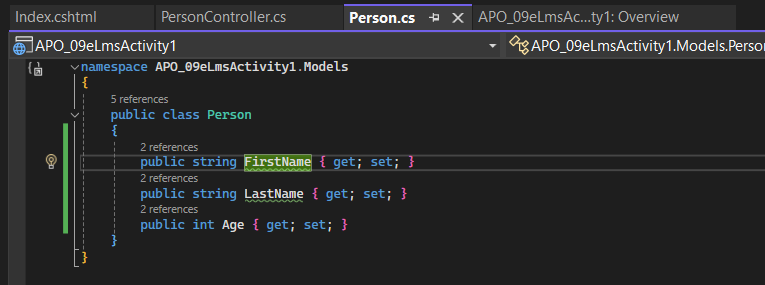 Index.cshtml PersonController.cs Person.cs APO_09eLmsAc...ty1: Overview
APO_09eLmsActivity1 APO_09eLmsActivity1.Models.Perso
namespace APO_09eLmsActivity1.Models
{
5 references
public class Person
{
2 references
public string FirstName { get; set; }
2 references
public string LastName { get; set; }
2 references
public int Age { get; set; }
}
}